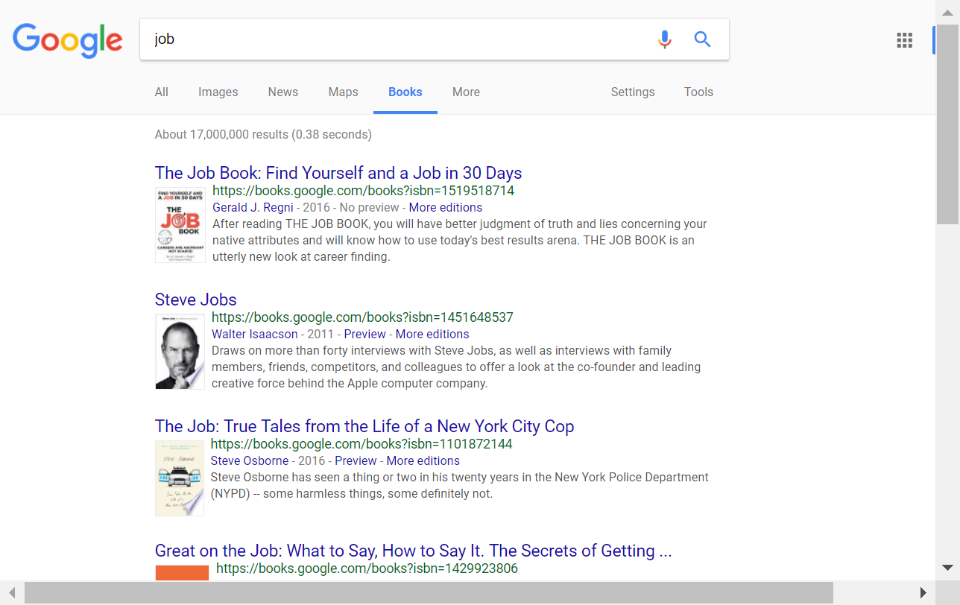 Google
job
All Images News Maps Books More Settings Tools
About 17,000,000 results (0.38 seconds)
The Job Book: Find Yourself and a Job in 30 Days
https://books.google.com/books?isbn=1519518714
Gerald J. Regni - 2016 - No preview - More editions
After reading THE JOB BOOK, you will have better judgment of truth and lies concerning your
native attributes and will know how to use today's best results arena. THE JOB BOOK is an
utterly new look at career finding.
FIND YOURSELF AND
A JOB IN 30 DAYS
THE
JOB
BOOK
Steve Jobs
https://books.google.com/books?isbn=1451648537
Walter Isaacson - 2011 - Preview - More editions
Draws on more than forty interviews with Steve Jobs, as well as interviews with family
members, friends, competitors, and colleagues to offer a look at the co-founder and leading
creative force behind the Apple computer company.
The Job: True Tales from the Life of a New York City Cop
https://books.google.com/books?isbn=1101872144
Steve Osborne - 2016 - Preview - More editions
Steve Osborne has seen a thing or two in his twenty years in the New York Police Department
(NYPD) -- some harmless things, some definitely not.
STEVE OSBORNE
Great on the Job: What to Say, How to Say It. The Secrets of Getting ...
https://books.google.com/books?isbn=1429923806